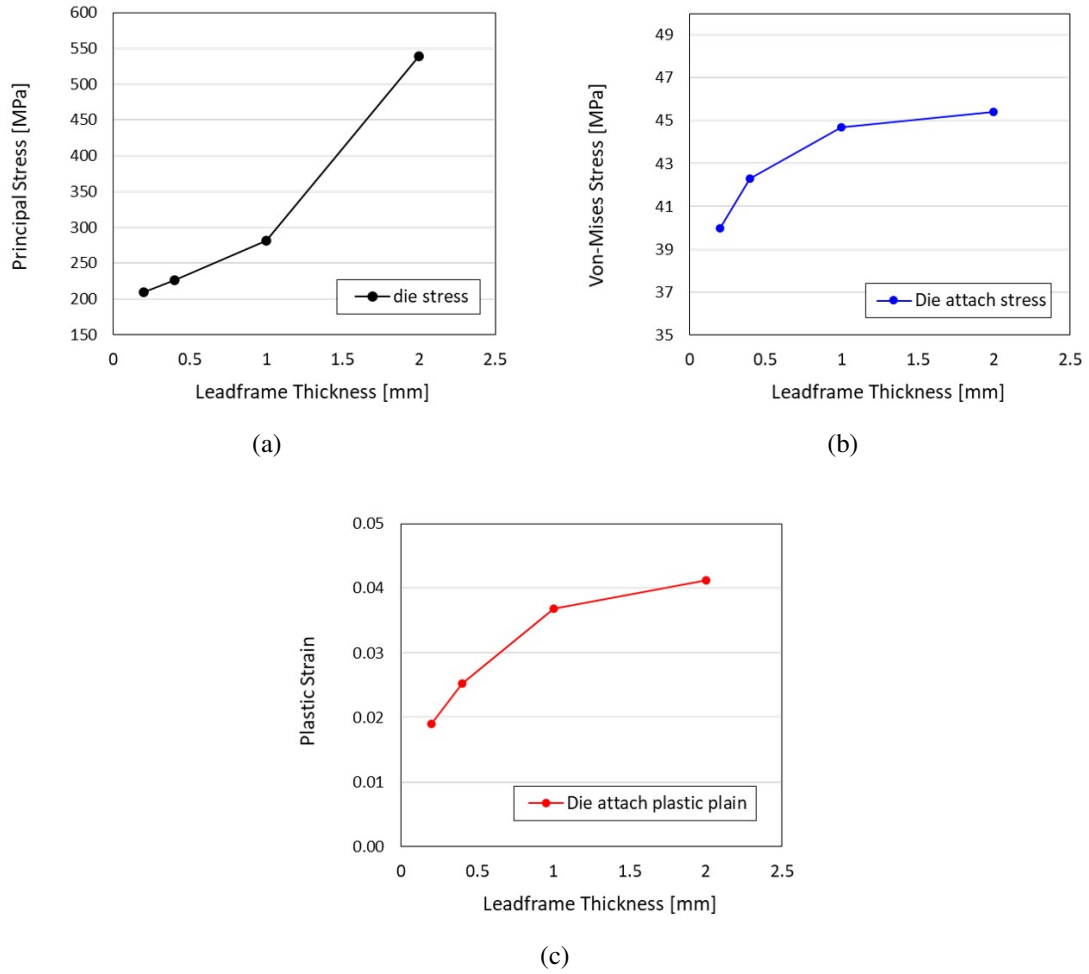 600
550
500
450
400
350
300
250
200
150
Principal Stress [MPa]
die stress
0 0.5 1 1.5 2 2.5
Leadframe Thickness [mm]
(a)
49
47
45
43
41
39
37
35
Von-Mises Stress [MPa]
Die attach stress
0 0.5 1 1.5 2 2.5
Leadframe Thickness [mm]
(b)
0.05
0.04
0.03
0.02
0.01
0.00
Plastic Strain
Die attach plastic plain
0 0.5 1 1.5 2 2.5
Leadframe Thickness [mm]
(c)